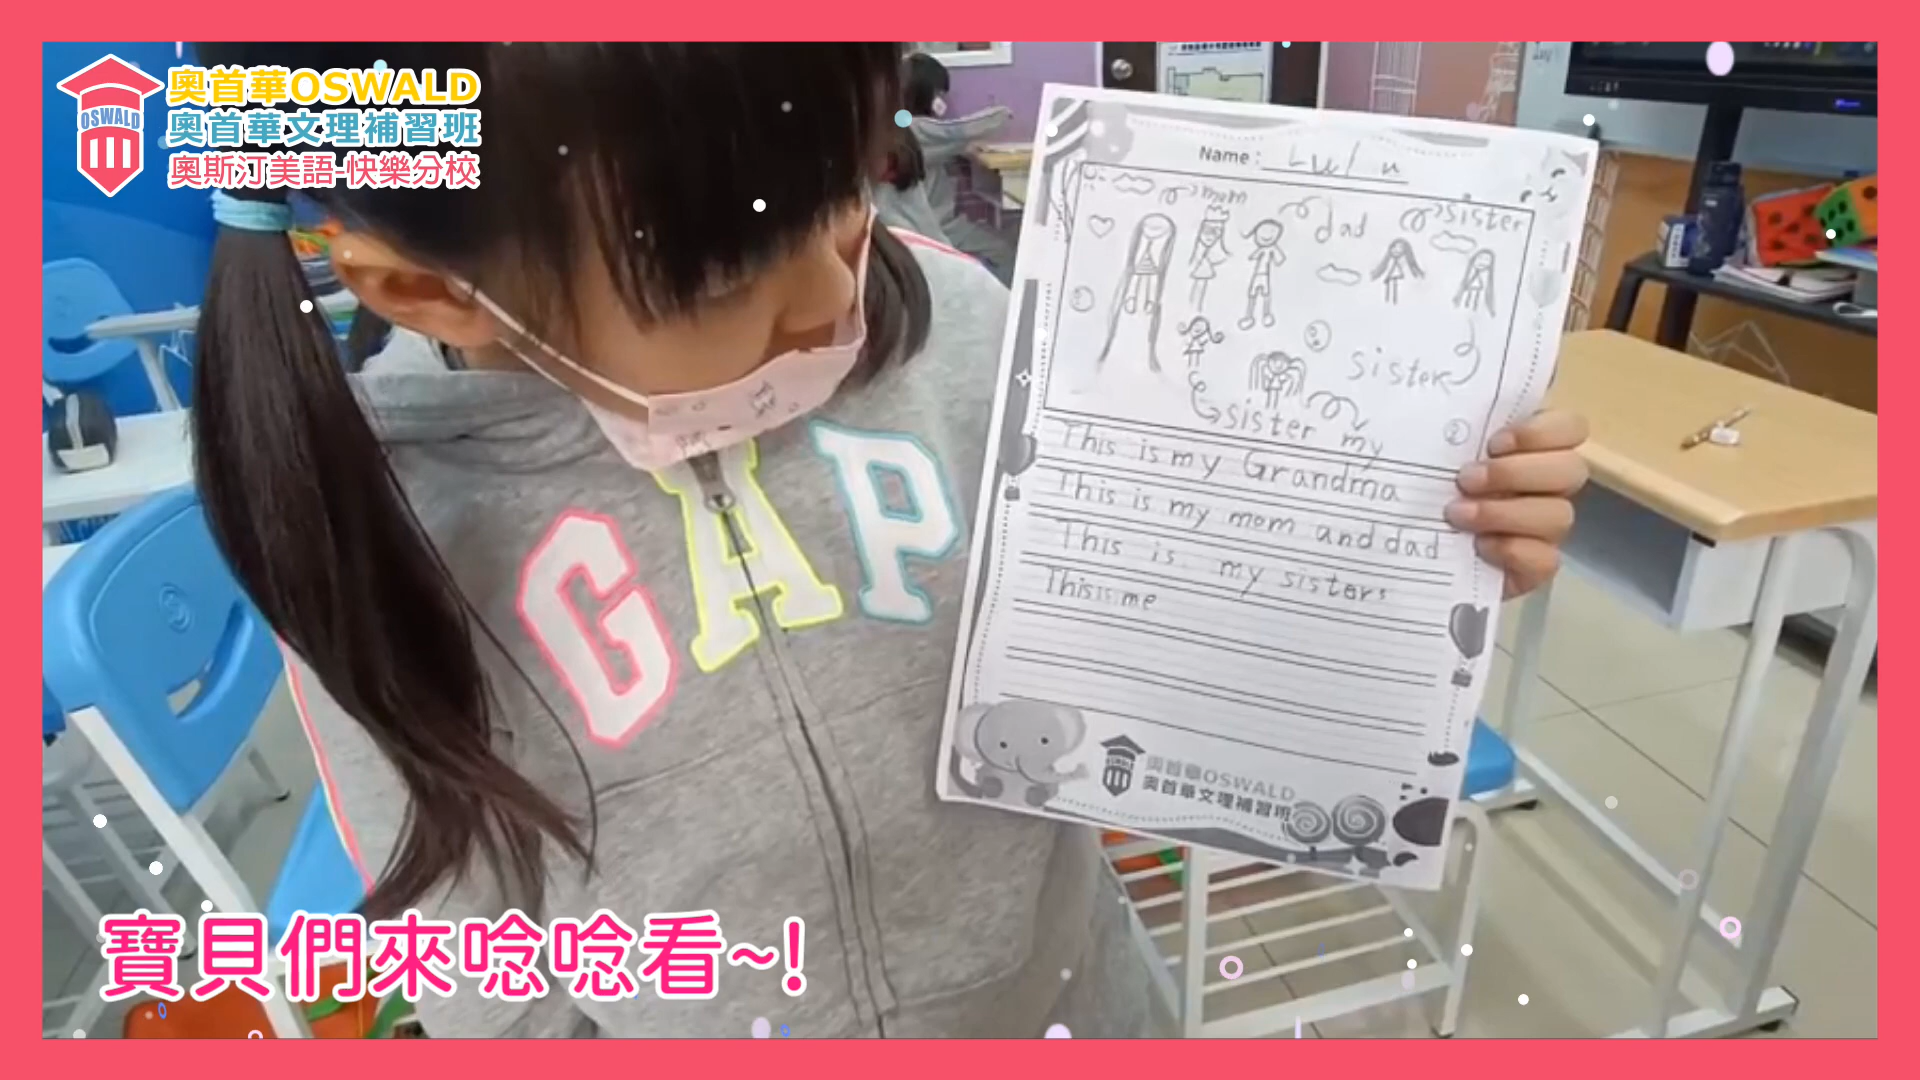 奧首華OSWALD
奧首華文理補習班
奧斯汀美語-快樂分校
OSWALD
Name: Lulu
mom
dad
sister
sister
sister my
This is my Grandma
This is my mom and dad
This is my sisters
This is me
奧首華OSWALD
奧首華文理補習班
GAP
寶貝們來唸唸看~!